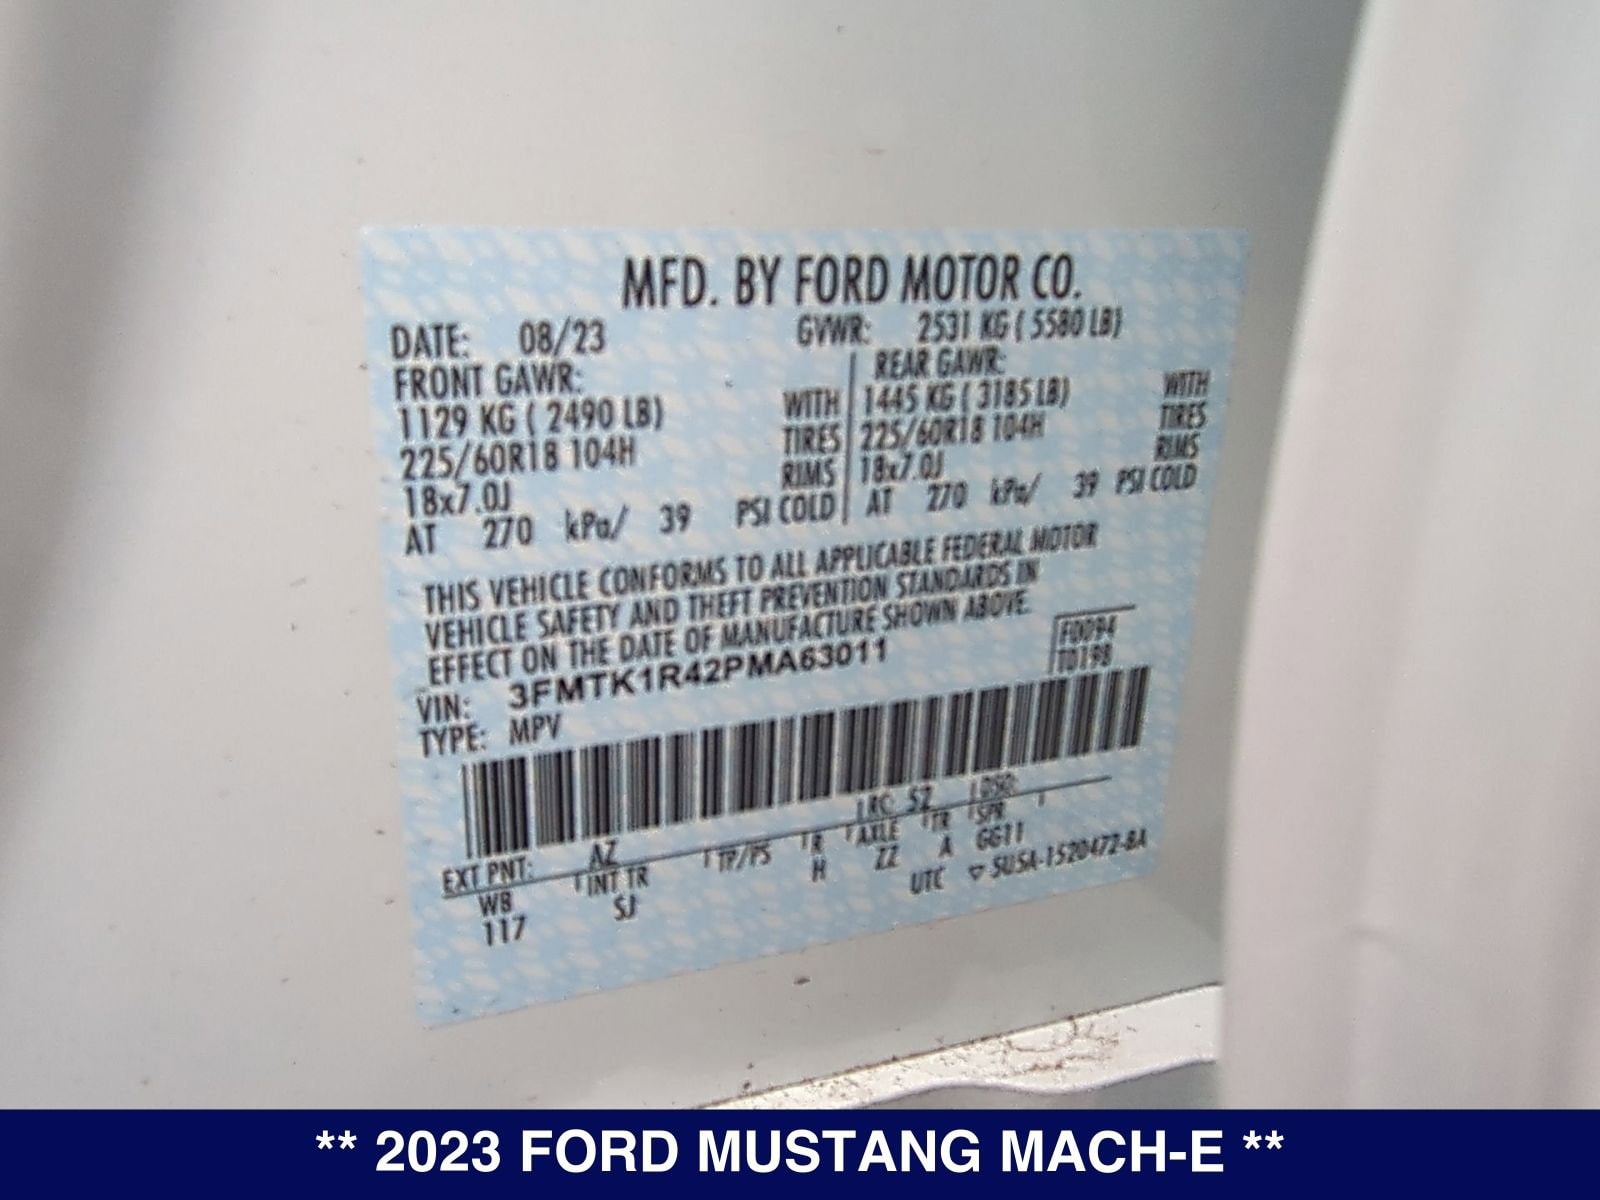 MFD. BY FORD MOTOR CO.
DATE: 08/23 GVWR: 2531 KG ( 5580 LB)
FRONT GAWR: REAR GAWR:
1129 KG ( 2490 LB) WITH 1445 KG ( 3185 LB) WITH
225/60R18 104H TIRES 225/60R18 104H TIRES
18x7.0J RIMS 18x7.0J RIMS
AT 270 kPa/ 39 PSI COLD AT 270 kPa/ 39 PSI COLD
THIS VEHICLE CONFORMS TO ALL APPLICABLE FEDERAL MOTOR
VEHICLE SAFETY AND THEFT PREVENTION STANDARDS IN
EFFECT ON THE DATE OF MANUFACTURE SHOWN ABOVE.
F0094
T0198
VIN: 3FMTK1R42PMA63011
TYPE: MPV
EXT PNT: AZ RC: 52 DSO:
WB INT TR TP/PS R AXLE TR SPR
117 SJ H ZZ A GG11
UTC 5USA-1520472-BA
** 2023 FORD MUSTANG MACH-E **